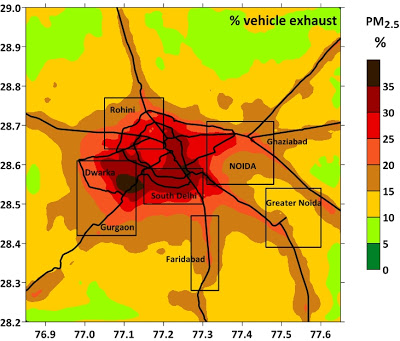 % vehicle exhaust
PM2.5
%
29.0
28.9
28.8
28.7
28.6
28.5
28.4
28.3
28.2
76.9 77.0 77.1 77.2 77.3 77.4 77.5 77.6
Rohini
Ghaziabad
NOIDA
Dwarka
South Delhi
Greater Noida
Gurgaon
Faridabad
35
30
25
20
15
10
5
0